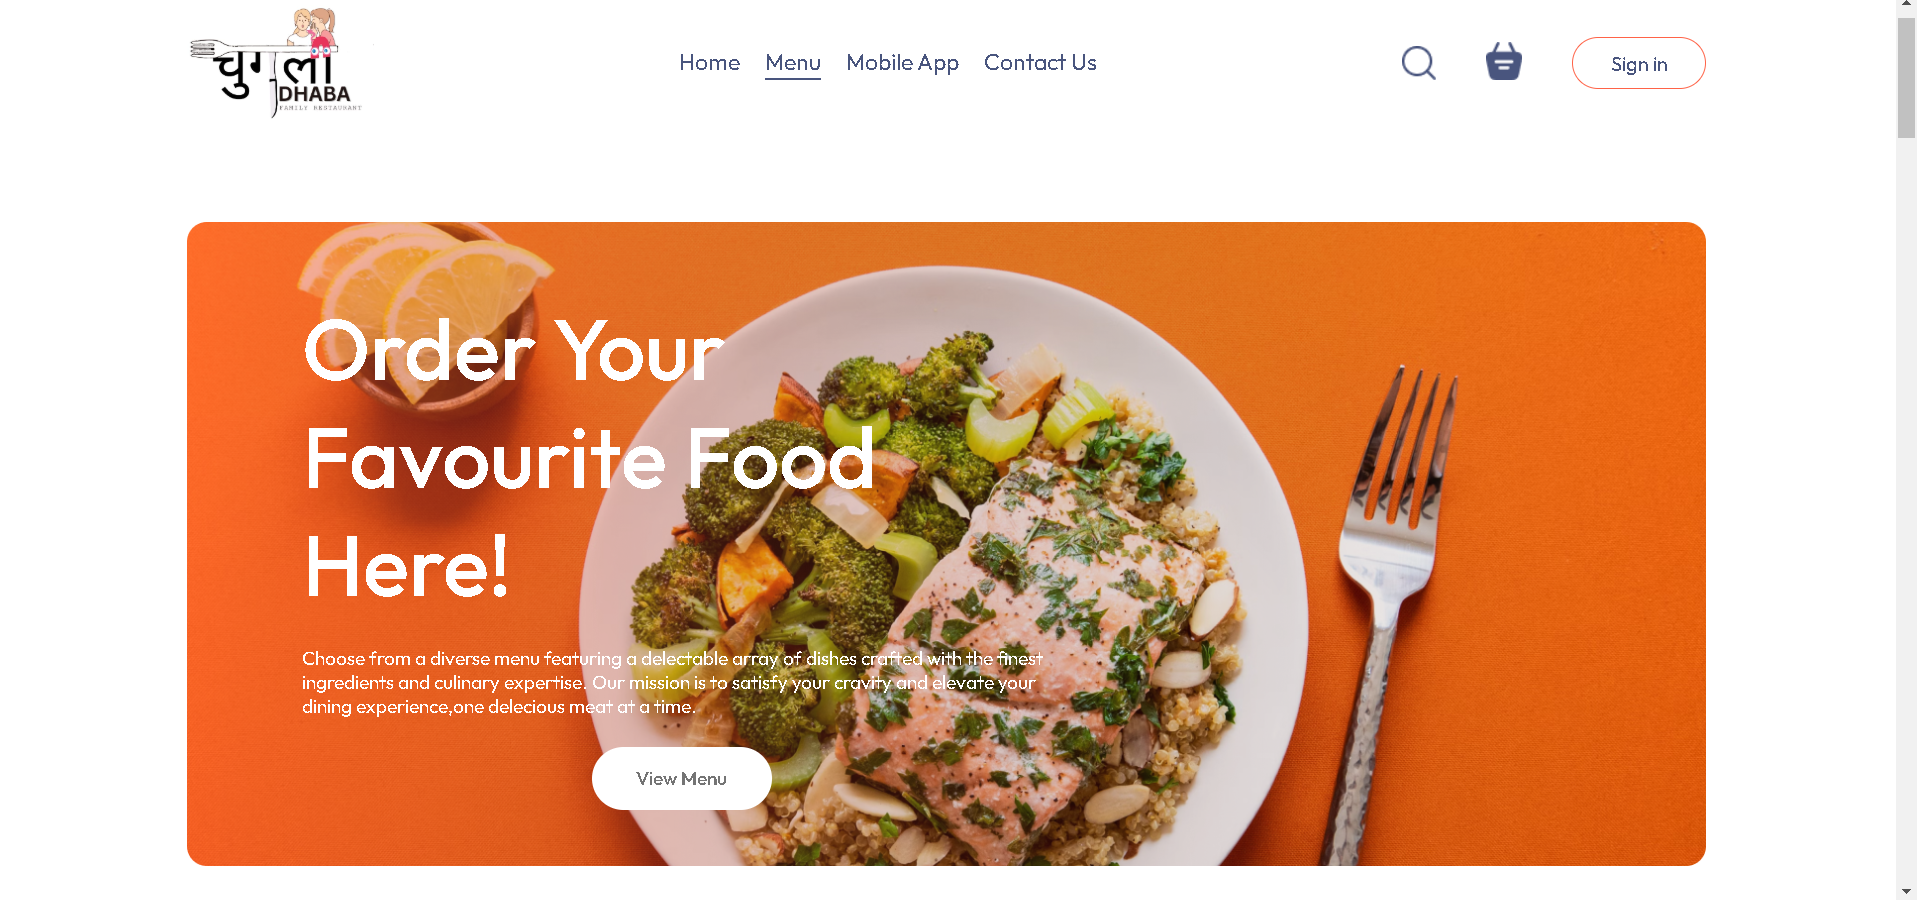 चुगली
DHABA
FAMILY RESTAURANT
Home Menu Mobile App Contact Us
Sign in
Order Your
Favourite Food
Here!
Choose from a diverse menu featuring a delectable array of dishes crafted with the finest
ingredients and culinary expertise. Our mission is to satisfy your cravity and elevate your
dining experience,one delecious meat at a time.
View Menu